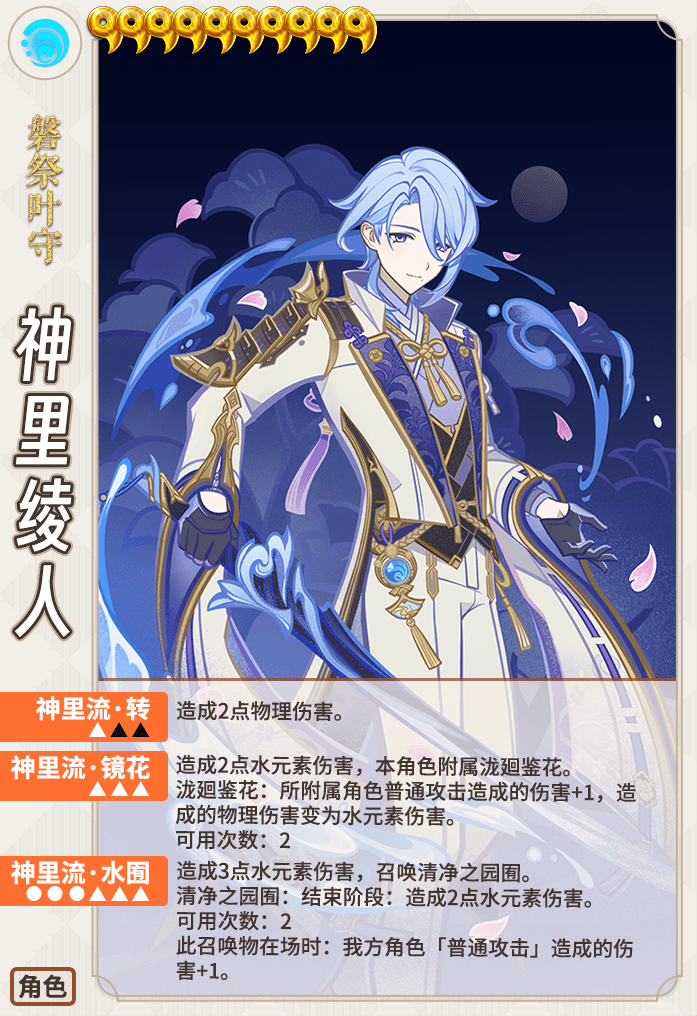 磐祭叶守
神里绫人
神里流·转
造成2点物理伤害。
神里流·镜花
造成2点水元素伤害，本角色附属泷廻鉴花。
泷廻鉴花：所附属角色普通攻击造成的伤害+1，造
成的物理伤害变为水元素伤害。
可用次数：2
神里流·水囿
造成3点水元素伤害，召唤清净之园囿。
清净之园囿：结束阶段：造成2点水元素伤害。
可用次数：2
此召唤物在场时：我方角色「普通攻击」造成的伤
害+1。
角色